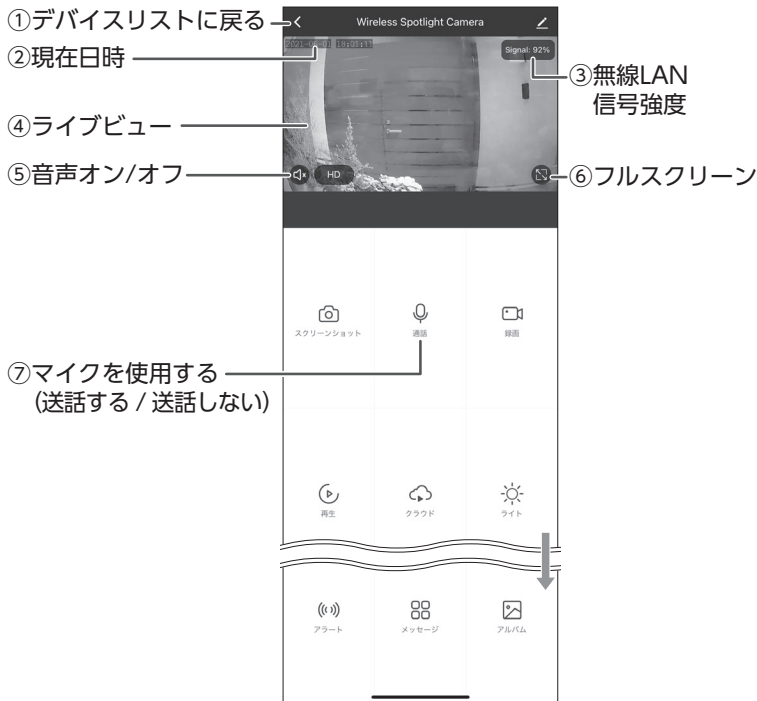 ①デバイスリストに戻る
Wireless Spotlight Camera
②現在日時
Signal: 92%
③無線LAN
信号強度
④ライブビュー
⑤音声オン/オフ
HD
⑥フルスクリーン
スクリーンショット
通話
録画
⑦マイクを使用する
(送話する / 送話しない)
再生
クラウド
ライト
アラート
メッセージ
アルバム